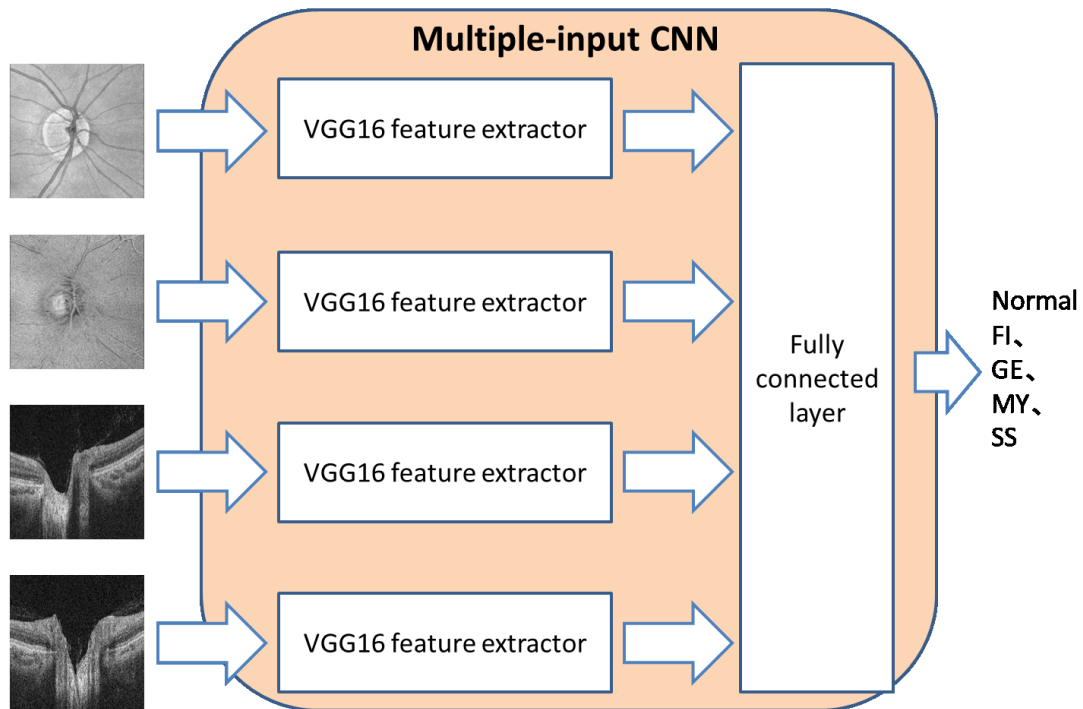 Multiple-input CNN
VGG16 feature extractor
VGG16 feature extractor
VGG16 feature extractor
VGG16 feature extractor
Fully
connected
layer
Normal
FI、
GE、
MY、
SS